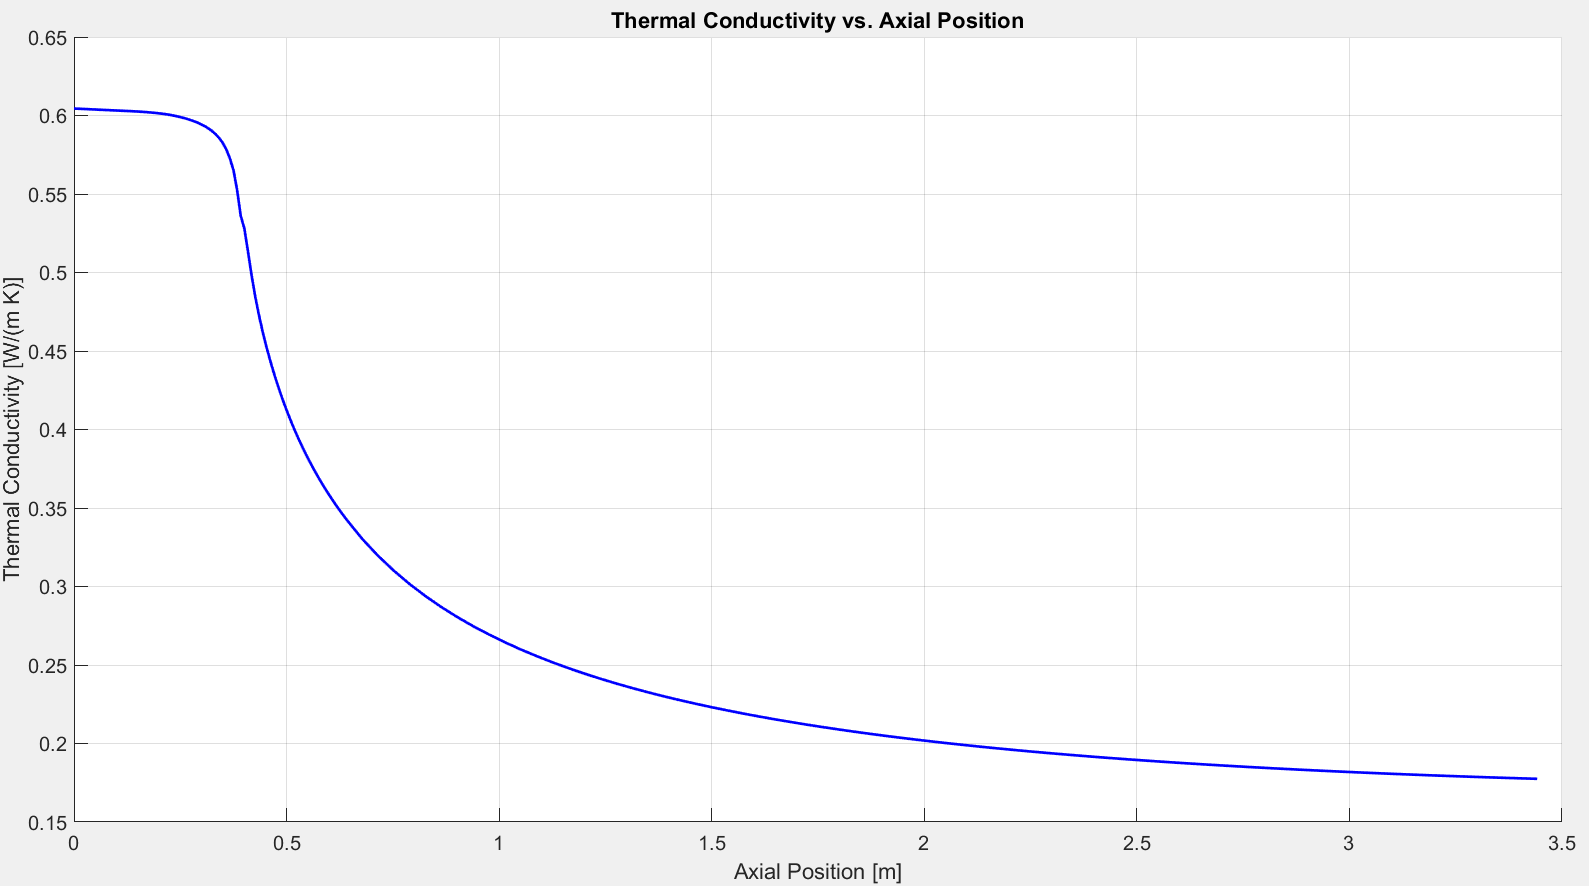 Thermal Conductivity vs. Axial Position
0.65
0.6
0.55
0.5
0.45
0.4
0.35
0.3
0.25
0.2
0.15
Thermal Conductivity [W/(m K)]
0 0.5 1 1.5 2 2.5 3 3.5
Axial Position [m]